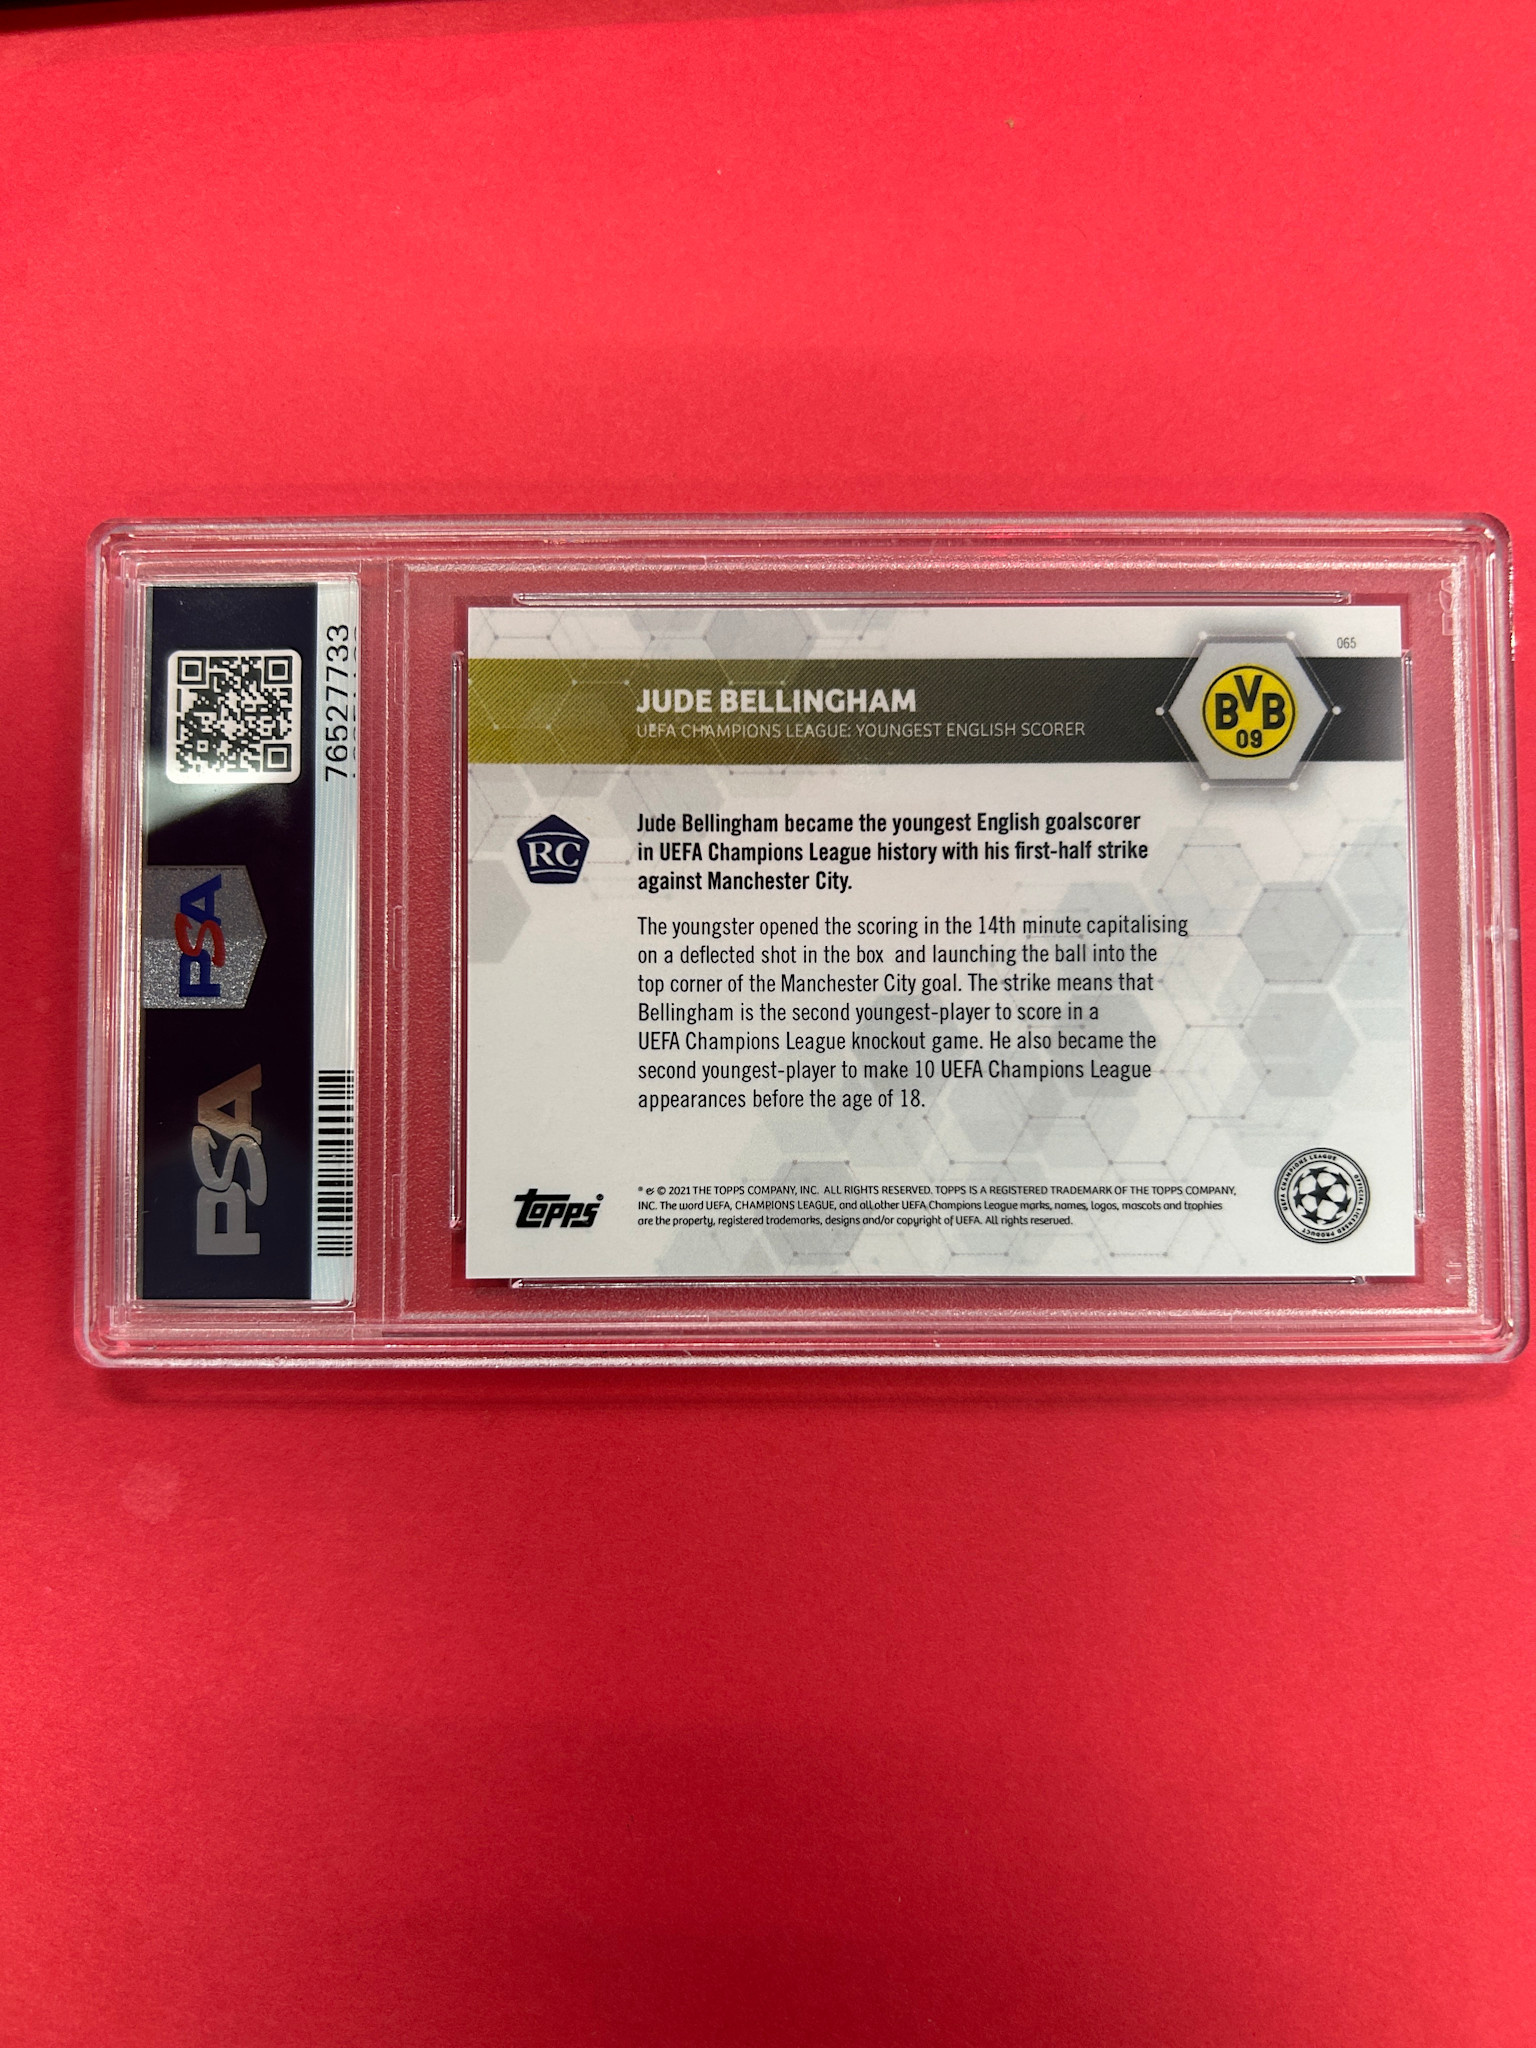 065
JUDE BELLINGHAM
UEFA CHAMPIONS LEAGUE: YOUNGEST ENGLISH SCORER
BVB
09
RC
Jude Bellingham became the youngest English goalscorer
in UEFA Champions League history with his first-half strike
against Manchester City.
The youngster opened the scoring in the 14th minute capitalising
on a deflected shot in the box and launching the ball into the
top corner of the Manchester City goal. The strike means that
Bellingham is the second youngest-player to score in a
UEFA Champions League knockout game. He also became the
second youngest-player to make 10 UEFA Champions League
appearances before the age of 18.
topps®
® & © 2021 THE TOPPS COMPANY, INC. ALL RIGHTS RESERVED. TOPPS IS A REGISTERED TRADEMARK OF THE TOPPS COMPANY,
INC. The word UEFA, CHAMPIONS LEAGUE, and all other UEFA Champions League marks, names, logos, mascots and trophies
are the property, registered trademarks, designs and/or copyright of UEFA. All rights reserved.
UEFA CHAMPIONS LEAGUE
OFFICIAL LICENSED PRODUCT
76527733
PSA
PSA